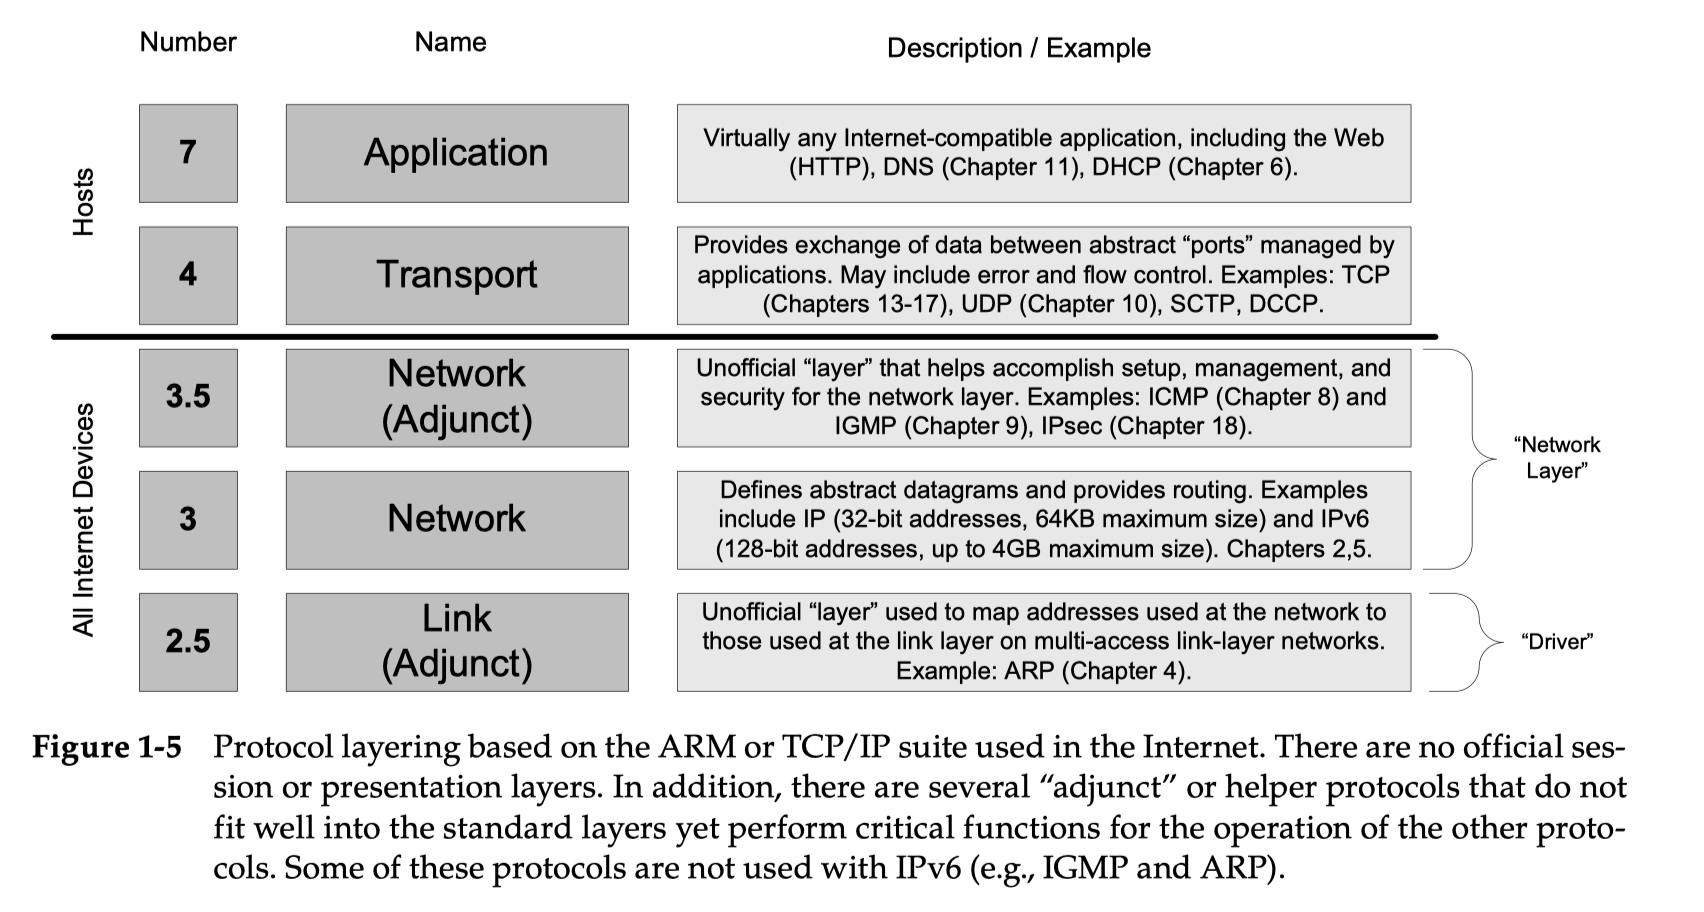 Number
Name
Description / Example
Hosts
7
Application
Virtually any Internet-compatible application, including the Web
(HTTP), DNS (Chapter 11), DHCP (Chapter 6).
4
Transport
Provides exchange of data between abstract “ports” managed by
applications. May include error and flow control. Examples: TCP
(Chapters 13-17), UDP (Chapter 10), SCTP, DCCP.
All Internet Devices
3.5
Network
(Adjunct)
Unofficial “layer” that helps accomplish setup, management, and
security for the network layer. Examples: ICMP (Chapter 8) and
IGMP (Chapter 9), IPsec (Chapter 18).
“Network
Layer”
3
Network
Defines abstract datagrams and provides routing. Examples
include IP (32-bit addresses, 64KB maximum size) and IPv6
(128-bit addresses, up to 4GB maximum size). Chapters 2,5.
2.5
Link
(Adjunct)
Unofficial “layer” used to map addresses used at the network to
those used at the link layer on multi-access link-layer networks.
Example: ARP (Chapter 4).
“Driver”
Figure 1-5 Protocol layering based on the ARM or TCP/IP suite used in the Internet. There are no official ses-
sion or presentation layers. In addition, there are several “adjunct” or helper protocols that do not
fit well into the standard layers yet perform critical functions for the operation of the other proto-
cols. Some of these protocols are not used with IPv6 (e.g., IGMP and ARP).